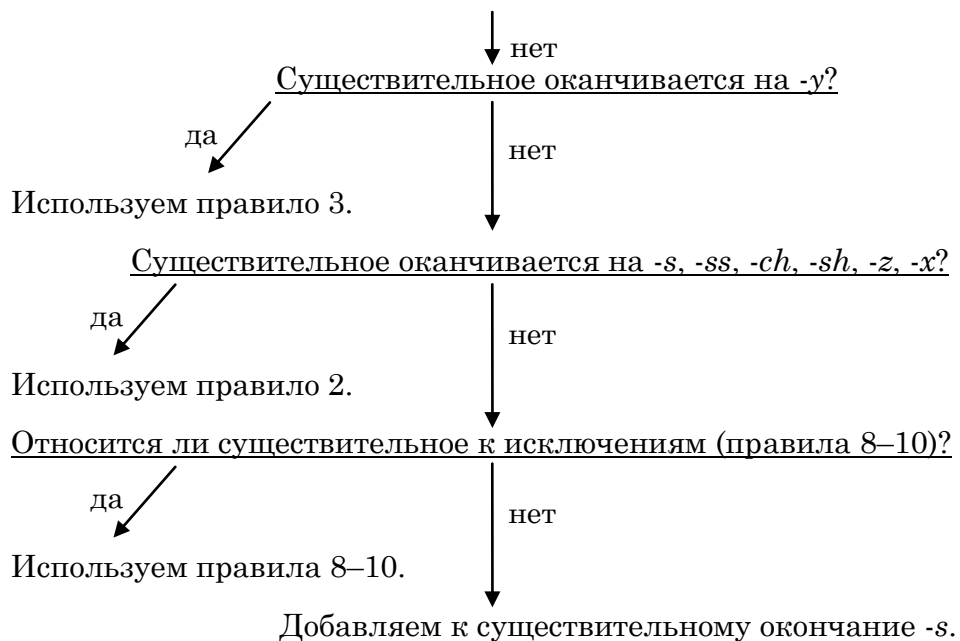 нет
Существительное оканчивается на -y?
да
нет
Используем правило 3.
Существительное оканчивается на -s, -ss, -ch, -sh, -z, -x?
да
нет
Используем правило 2.
Относится ли существительное к исключениям (правила 8–10)?
да
нет
Используем правила 8–10.
Добавляем к существительному окончание -s.